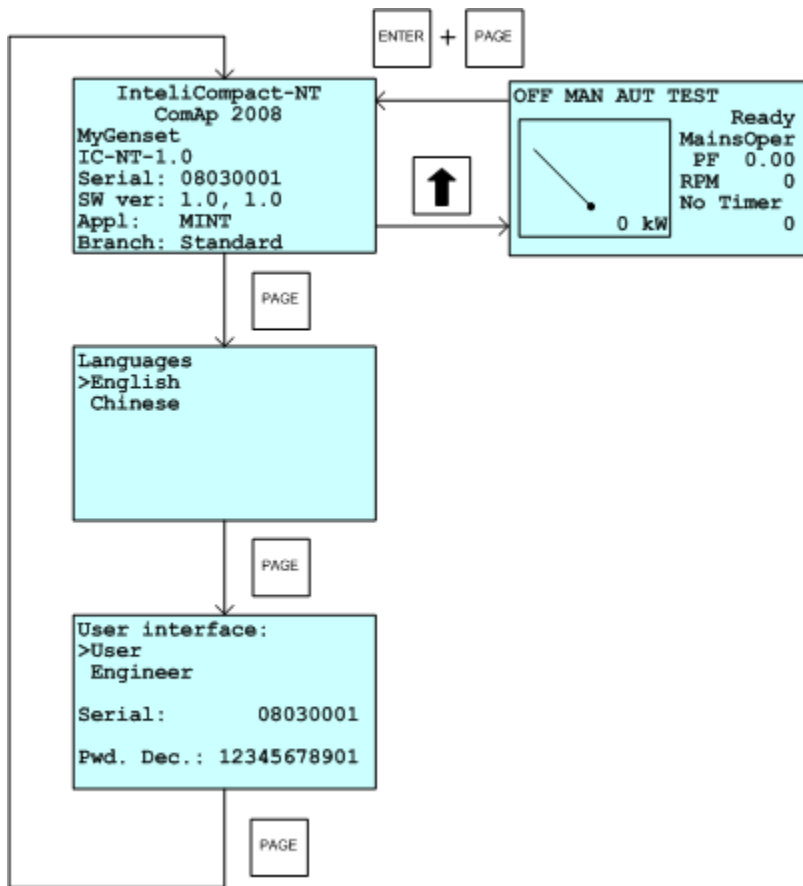 ENTER + PAGE
InteliCompact-NT
ComAp 2008
MyGenset
IC-NT-1.0
Serial: 08030001
SW ver: 1.0, 1.0
Appl: MINT
Branch: Standard
OFF MAN AUT TEST
Ready
MainsOper
PF 0.00
RPM 0
No Timer
0 kW 0
PAGE
Languages
>English
Chinese
PAGE
User interface:
>User
Engineer
Serial: 08030001
Pwd. Dec.: 12345678901
PAGE